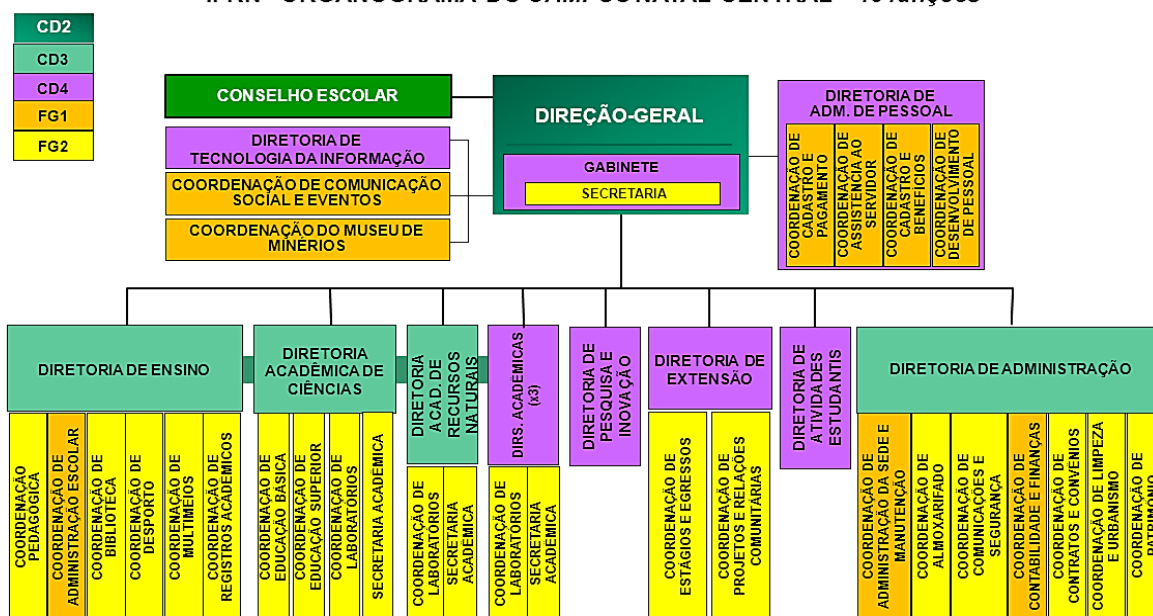 IFRN - ORGANOGRAMA DO CAMPUS NATAL-CENTRAL - % funções
CD2
CD3
CD4
FG1
FG2
CONSELHO ESCOLAR
DIRETORIA DE
TECNOLOGIA DA INFORMAÇÃO
COORDENAÇÃO DE COMUNICAÇÃO
SOCIAL E EVENTOS
COORDENAÇÃO DO MUSEU DE
MINÉRIOS
DIREÇÃO-GERAL
GABINETE
SECRETARIA
DIRETORIA DE
ADM. DE PESSOAL
COORDENAÇÃO DE
CADASTRO E
PAGAMENTO
COORDENAÇÃO DE
ASSISTÊNCIA AO
SERVIDOR
COORDENAÇÃO DE
CADASTRO E
BENEFÍCIOS
COORDENAÇÃO DE
DESENVOLVIMENTO
DE PESSOAL
DIRETORIA DE ENSINO
COORDENAÇÃO
PEDAGÓGICA
COORDENAÇÃO DE
ADMINISTRAÇÃO ESCOLAR
COORDENAÇÃO DE
BIBLIOTECA
COORDENAÇÃO DE
DESPORTO
COORDENAÇÃO DE
MULTIMEIOS
COORDENAÇÃO DE
REGISTROS ACADÊMICOS
DIRETORIA
ACADÊMICA DE
CIÊNCIAS
COORDENAÇÃO DE
EDUCAÇÃO BÁSICA
COORDENAÇÃO DE
EDUCAÇÃO SUPERIOR
COORDENAÇÃO DE
LABORATÓRIOS
SECRETARIA ACADÊMICA
DIRETORIA
ACAD. DE
RECURSOS
NATURAIS
COORDENAÇÃO DE
LABORATÓRIOS
SECRETARIA
ACADÊMICA
DIRS. ACADÊMICAS
(x3)
COORDENAÇÃO DE
LABORATÓRIOS
SECRETARIA
ACADÊMICA
DIRETORIA DE
PESQUISA E
INOVAÇÃO
DIRETORIA DE
EXTENSÃO
COORDENAÇÃO DE
ESTÁGIOS E EGRESSOS
COORDENAÇÃO DE
PROJETOS E RELAÇÕES
COMUNITÁRIAS
DIRETORIA DE
ATIVIDADES
ESTUDANTIS
DIRETORIA DE ADMINISTRAÇÃO
COORDENAÇÃO DE
ADMINISTRAÇÃO DA SEDE E
MANUTENÇÃO
COORDENAÇÃO DE
ALMOXARIFADO
COORDENAÇÃO DE
COMUNICAÇÕES E
SEGURANÇA
COORDENAÇÃO DE
CONTABILIDADE E FINANÇAS
COORDENAÇÃO DE
CONTRATOS E CONVÊNIOS
COORDENAÇÃO DE LIMPEZA
E URBANISMO
COORDENAÇÃO DE
PATRIMÔNIO